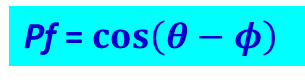 Pf = cos(θ − ϕ)